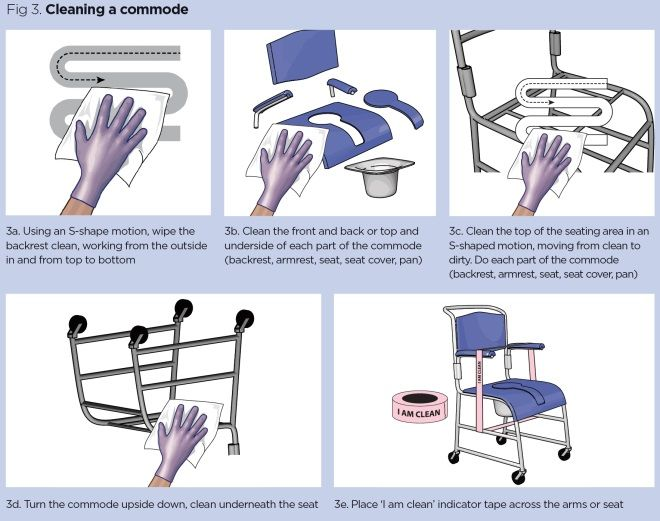 Fig 3. Cleaning a commode
3a. Using an S-shape motion, wipe the
backrest clean, working from the outside
in and from top to bottom
3b. Clean the front and back or top and
underside of each part of the commode
(backrest, armrest, seat, seat cover, pan)
3c. Clean the top of the seating area in an
S-shaped motion, moving from clean to
dirty. Do each part of the commode
(backrest, armrest, seat, seat cover, pan)
I AM CLEAN
I AM CLEAN
3d. Turn the commode upside down, clean underneath the seat
3e. Place ‘I am clean’ indicator tape across the arms or seat